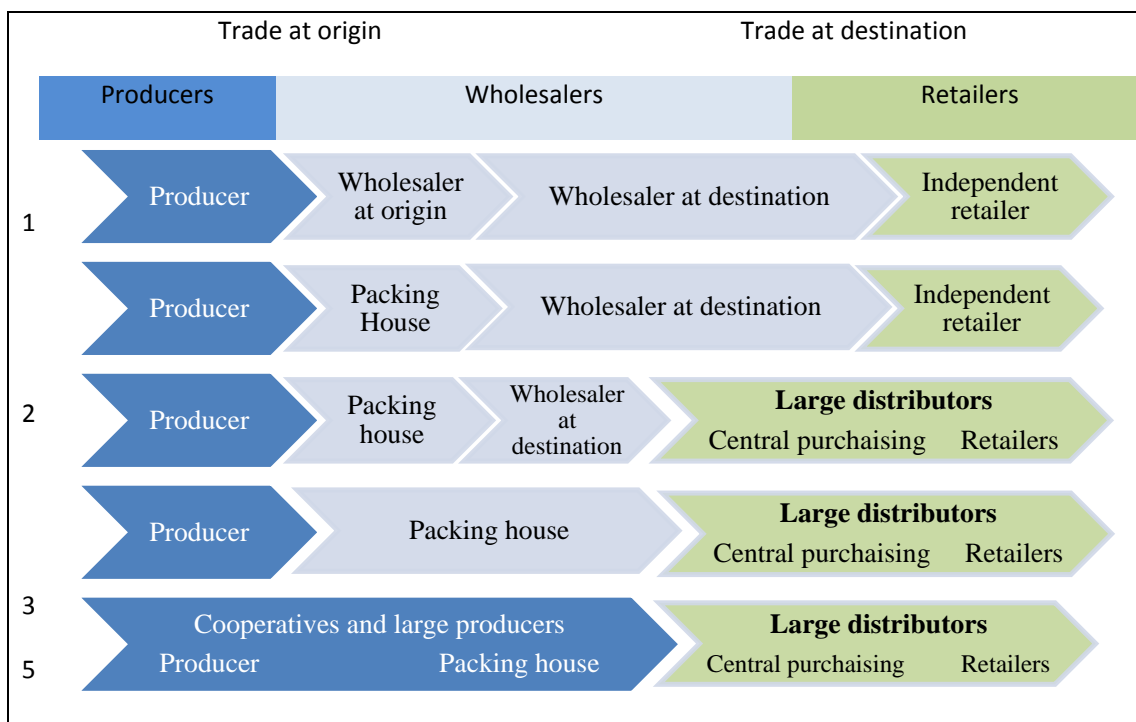 Trade at origin Trade at destination
Producers Wholesalers Retailers
1
Producer
Wholesaler
at origin
Wholesaler at destination
Independent
retailer
Producer
Packing
House
Wholesaler at destination
Independent
retailer
2
Producer
Packing
house
Wholesaler
at
destination
Large distributors
Central purchaising Retailers
Producer
Packing house
Large distributors
Central purchaising Retailers
3
Cooperatives and large producers
Producer Packing house
Large distributors
Central purchaising Retailers
5